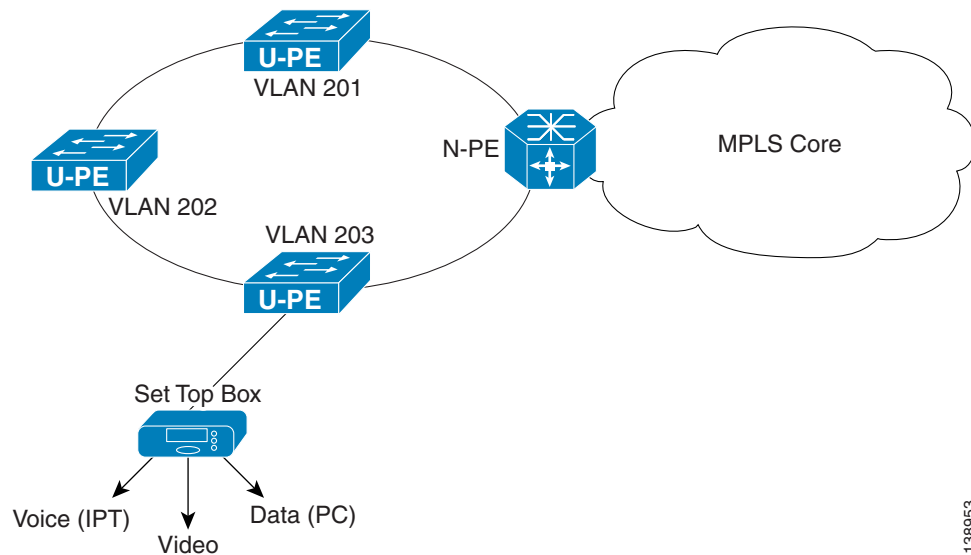 U-PE
VLAN 201
N-PE
MPLS Core
U-PE
VLAN 202
VLAN 203
U-PE
Set Top Box
Voice (IPT)
Data (PC)
Video
138953